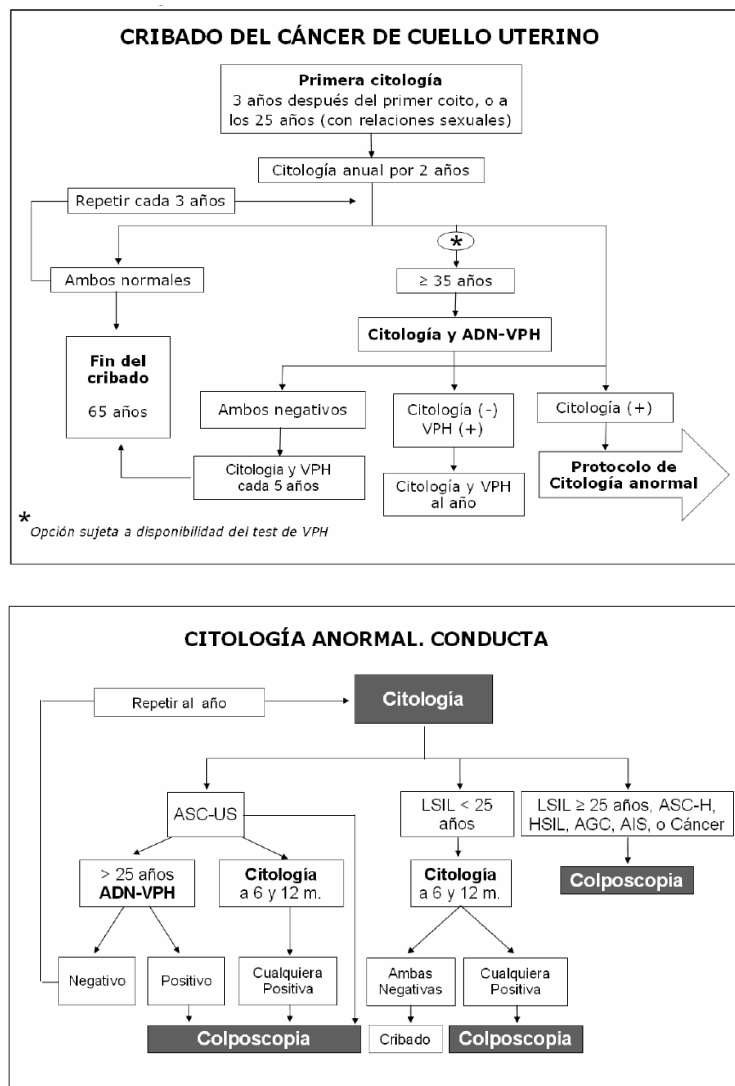 CRIBADO DEL CÁNCER DE CUELLO UTERINO
Primera citología
3 años después del primer coito, o a
los 25 años (con relaciones sexuales)
Citología anual por 2 años
Repetir cada 3 años
*
Ambos normales
≥ 35 años
Citología y ADN-VPH
Fin del
cribado
65 años
Ambos negativos
Citología (-)
VPH (+)
Citología (+)
Citología y VPH
cada 5 años
Citología y VPH
al año
Protocolo de
Citología anormal
*Opción sujeta a disponibilidad del test de VPH
CITOLOGÍA ANORMAL. CONDUCTA
Repetir al año
Citología
ASC-US
LSIL < 25
años
LSIL ≥ 25 años, ASC-H,
HSIL, AGC, AIS, o Cáncer
> 25 años
ADN-VPH
Citología
a 6 y 12 m.
Citología
a 6 y 12 m.
Colposcopia
Negativo
Positivo
Cualquiera
Positiva
Ambas
Negativas
Cualquiera
Positiva
Colposcopia
Cribado
Colposcopia